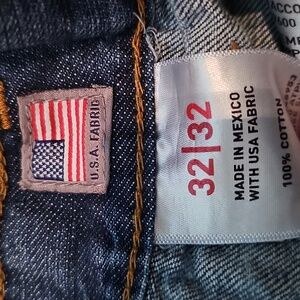 U.S.A. FABRIC
32|32
MADE IN MEXICO
WITH USA FABRIC
100% COTTON